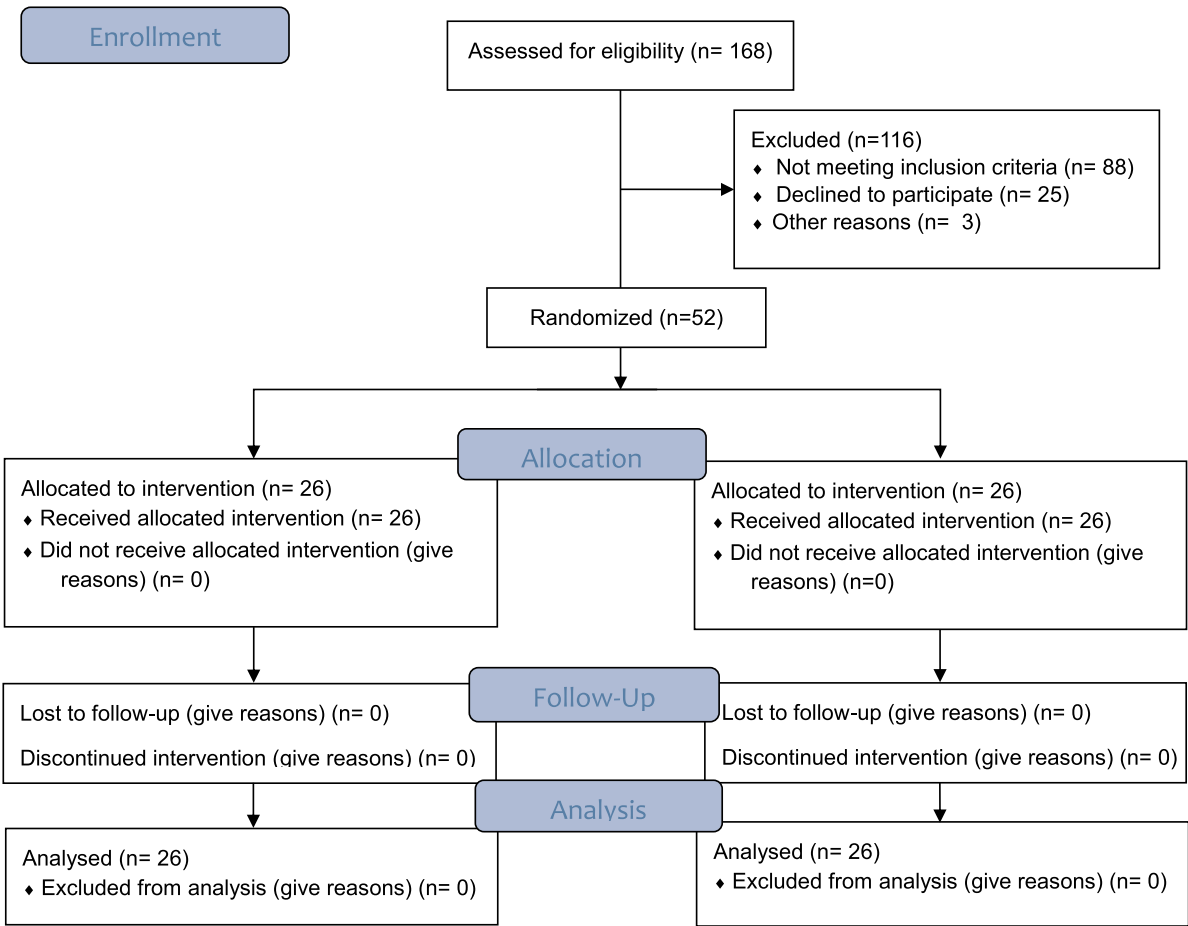 Enrollment
Assessed for eligibility (n= 168)
Excluded (n=116)
♦ Not meeting inclusion criteria (n= 88)
♦ Declined to participate (n= 25)
♦ Other reasons (n=  3)
Randomized (n=52)
Allocation
Allocated to intervention (n= 26)
♦ Received allocated intervention (n= 26)
♦ Did not receive allocated intervention (give
reasons) (n= 0)
Allocated to intervention (n= 26)
♦ Received allocated intervention (n= 26)
♦ Did not receive allocated intervention (give
reasons) (n=0)
Follow-Up
Lost to follow-up (give reasons) (n= 0)
Discontinued intervention (give reasons) (n= 0)
Lost to follow-up (give reasons) (n= 0)
Discontinued intervention (give reasons) (n= 0)
Analysis
Analysed (n= 26)
♦ Excluded from analysis (give reasons) (n= 0)
Analysed (n= 26)
♦ Excluded from analysis (give reasons) (n= 0)